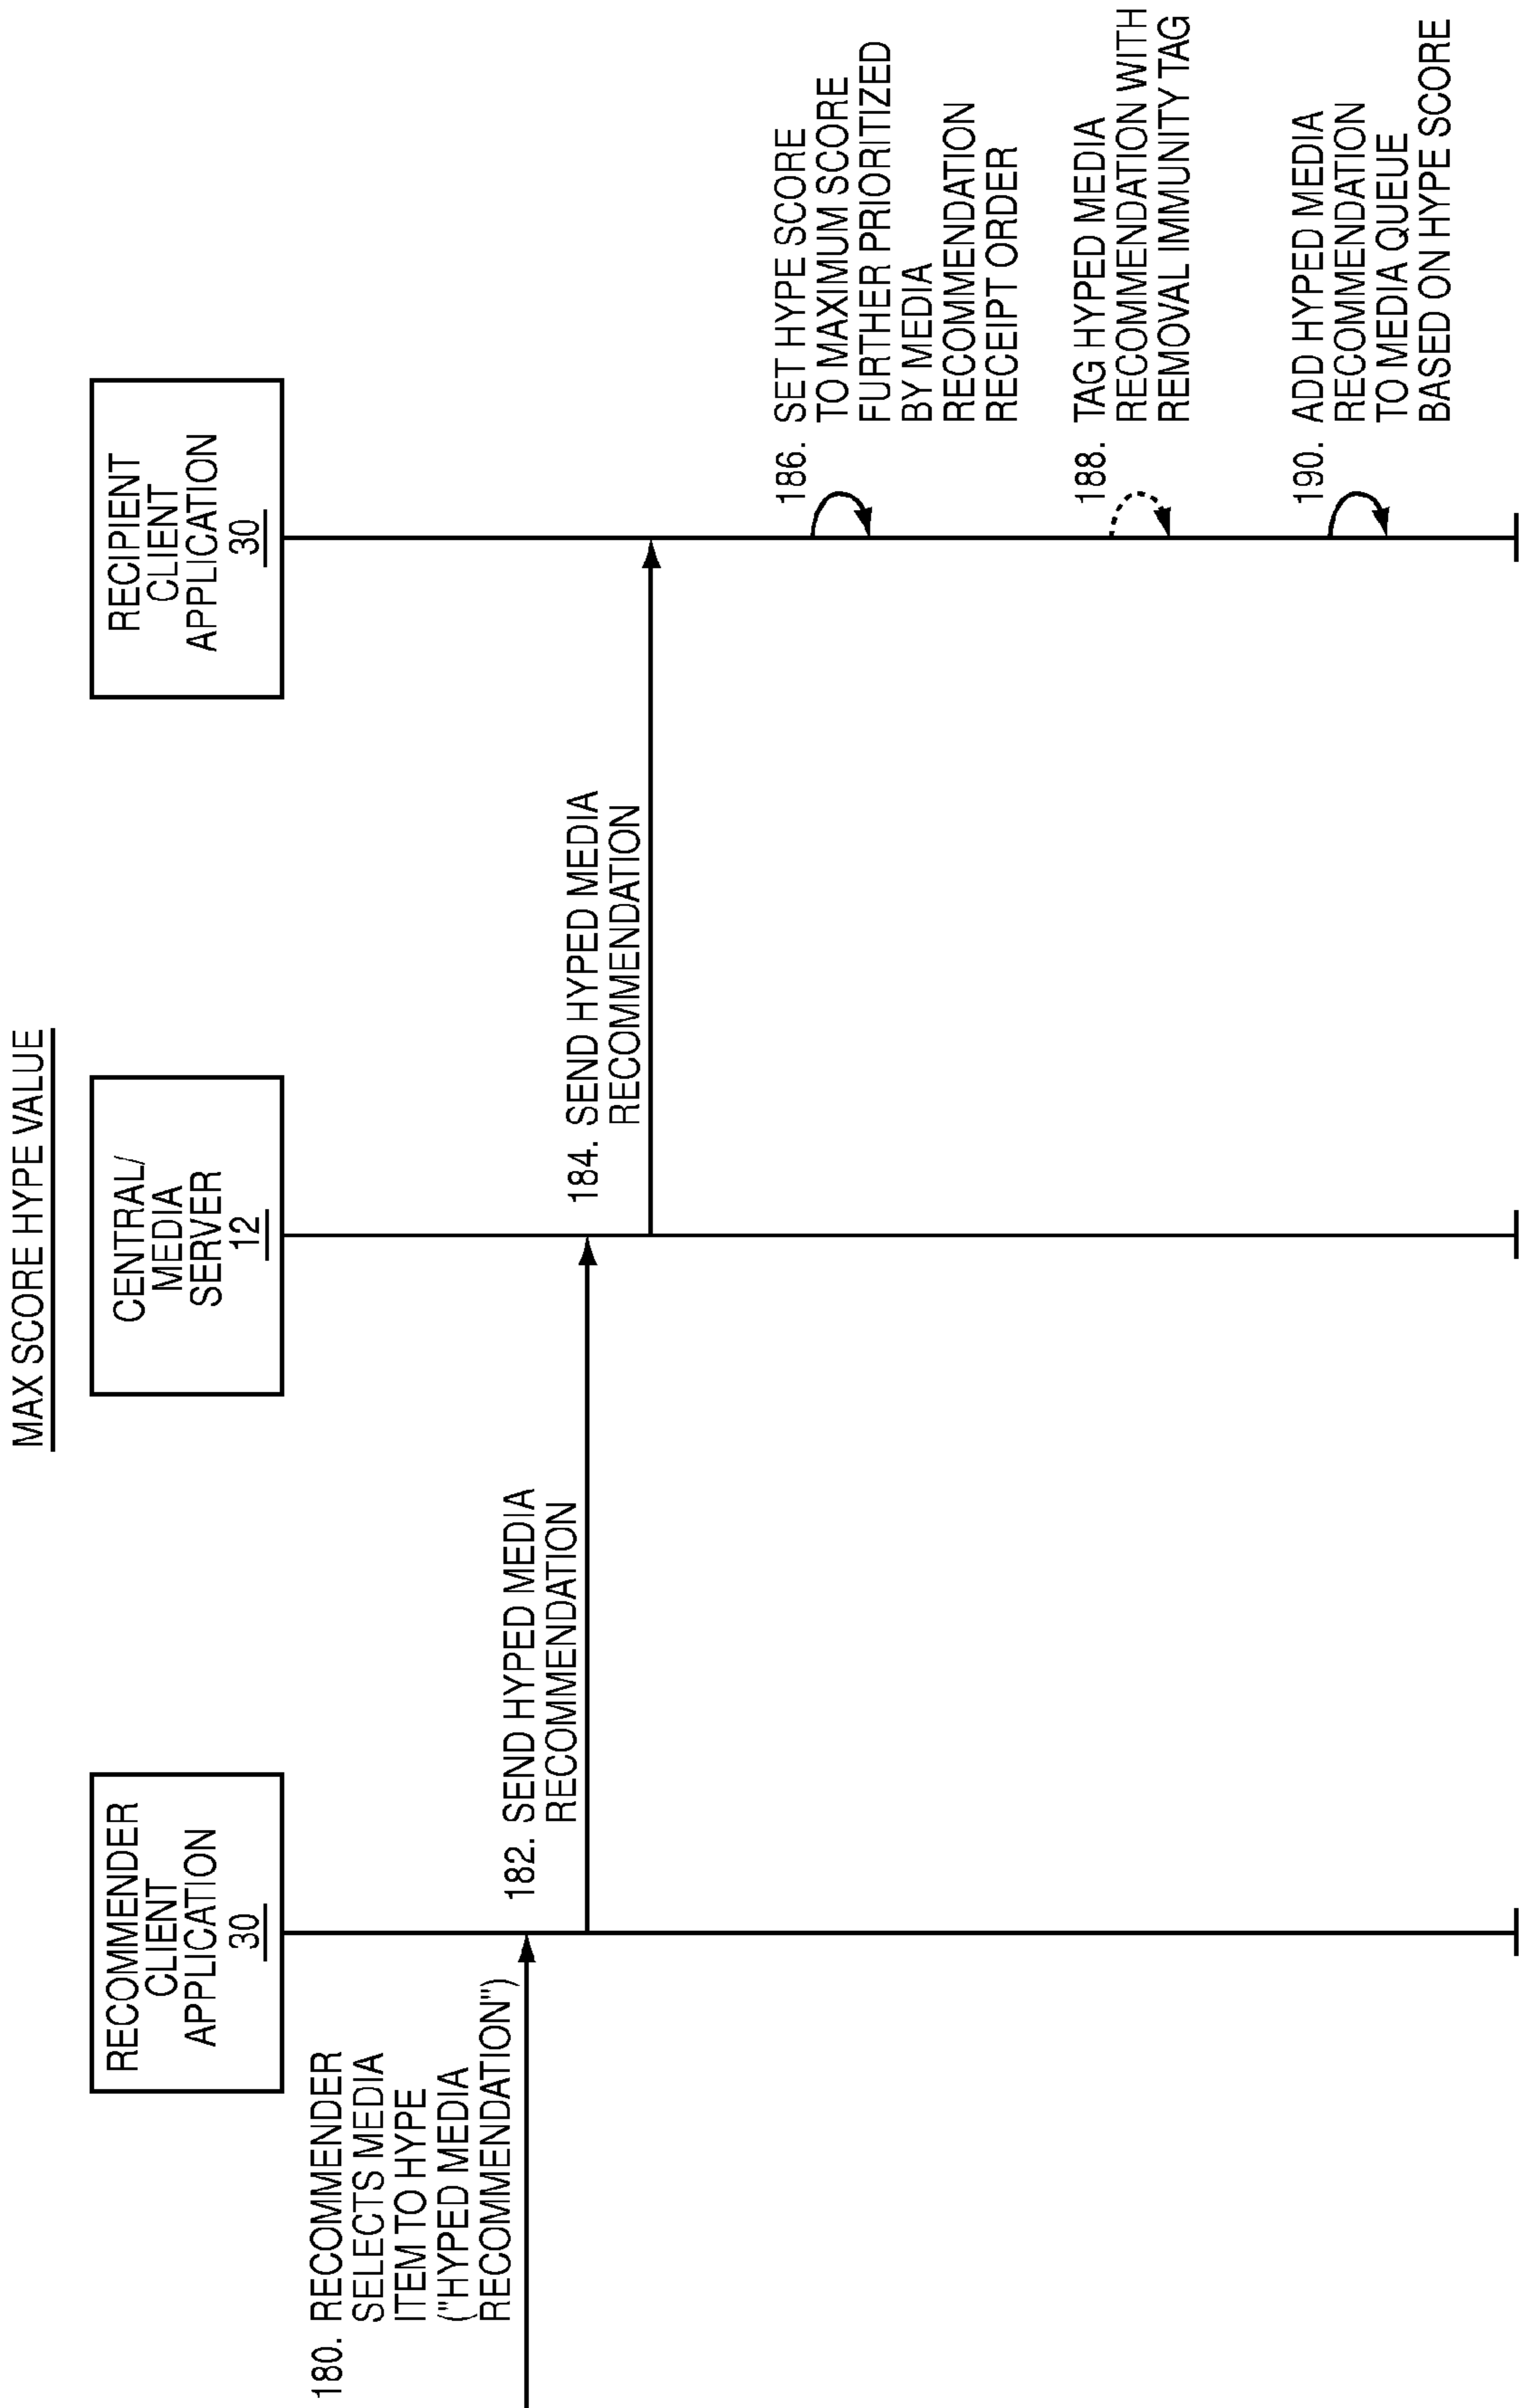 MAX SCORE HYPE VALUE
RECOMMENDER
CLIENT
APPLICATION
30
CENTRAL/
MEDIA
SERVER
12
RECIPIENT
CLIENT
APPLICATION
30
180. RECOMMENDER
SELECTS MEDIA
ITEM TO HYPE
("HYPED MEDIA
RECOMMENDATION")
182. SEND HYPED MEDIA
RECOMMENDATION
184. SEND HYPED MEDIA
RECOMMENDATION
186. SET HYPE SCORE
TO MAXIMUM SCORE
FURTHER PRIORITIZED
BY MEDIA
RECOMMENDATION
RECEIPT ORDER
188. TAG HYPED MEDIA
RECOMMENDATION WITH
REMOVAL IMMUNITY TAG
190. ADD HYPED MEDIA
RECOMMENDATION
TO MEDIA QUEUE
BASED ON HYPE SCORE